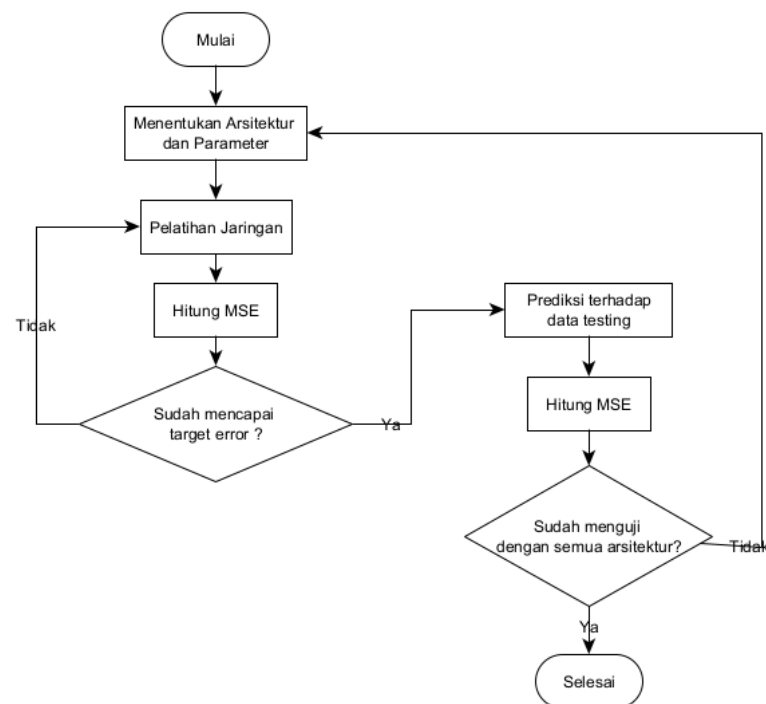 Mulai
Menentukan Arsitektur
dan Parameter
Pelatihan Jaringan
Hitung MSE
Tidak
Sudah mencapai
target error ?
Ya
Prediksi terhadap
data testing
Hitung MSE
Sudah menguji
dengan semua arsitektur?
Tidak
Ya
Selesai